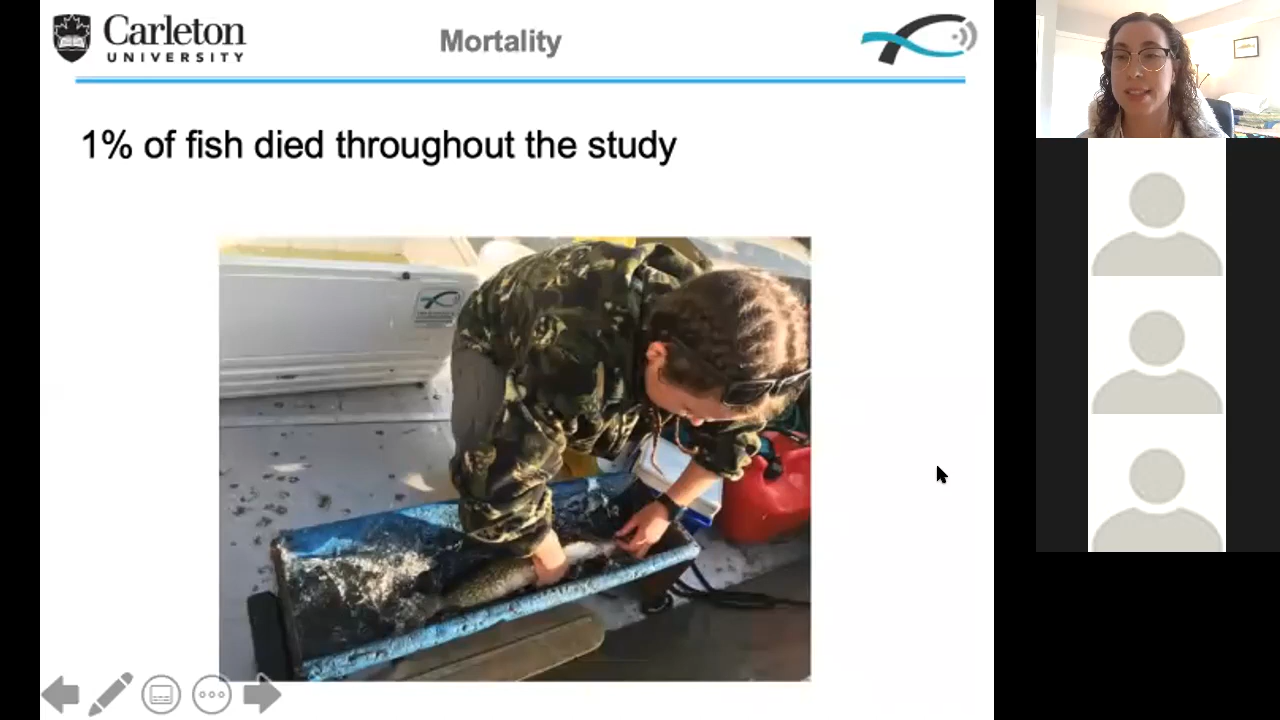 Carleton
UNIVERSITY
Mortality
1% of fish died throughout the study